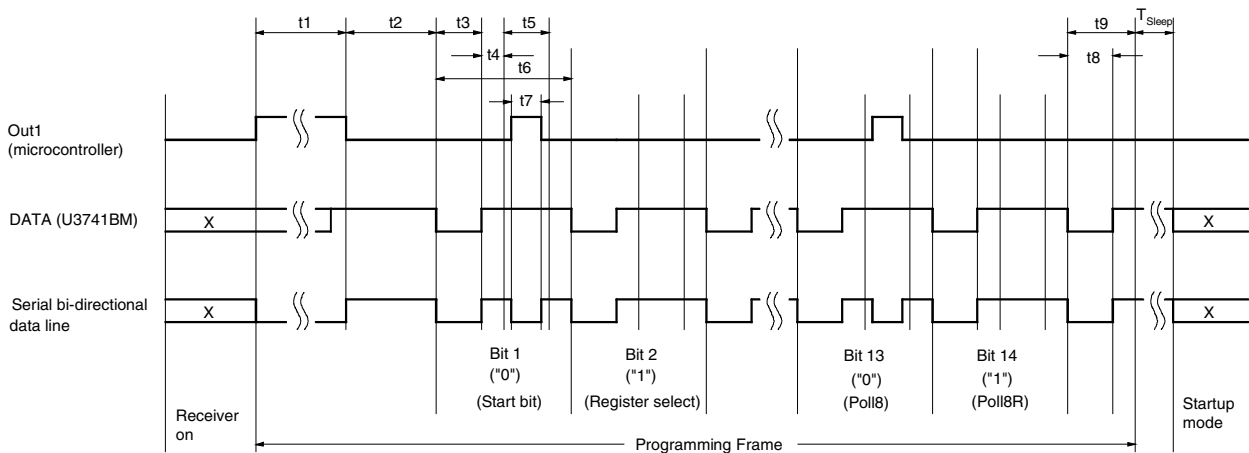 t1
t2
t3
t5
t9
TSleep
t4
t8
t6
t7
Out1
(microcontroller)
DATA (U3741BM)
X
X
Serial bi-directional
data line
X
X
Bit 1
("0")
(Start bit)
Bit 2
("1")
(Register select)
Bit 13
("0")
(Poll8)
Bit 14
("1")
(Poll8R)
Receiver
on
Startup
mode
Programming Frame